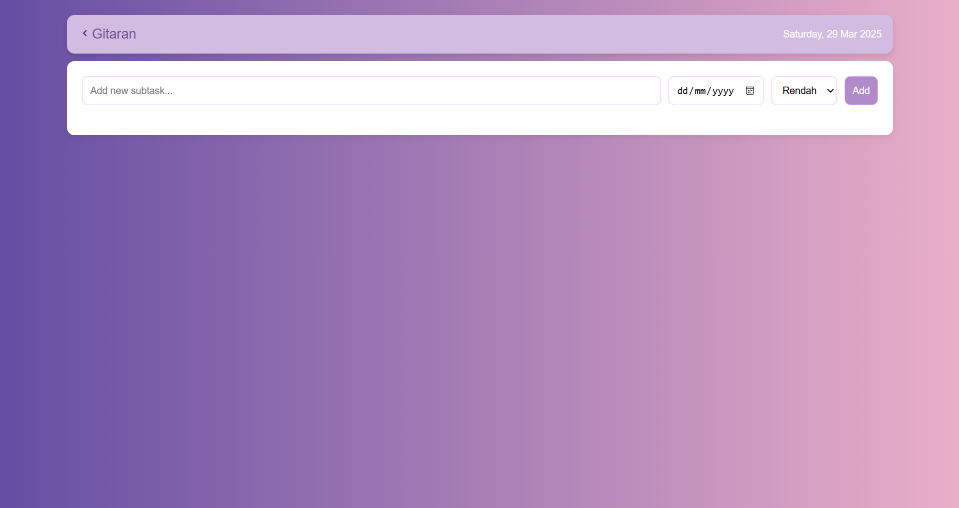 Gitaran
Saturday, 29 Mar 2025
Add new subtask...
dd/mm/yyyy
Rendah
Add